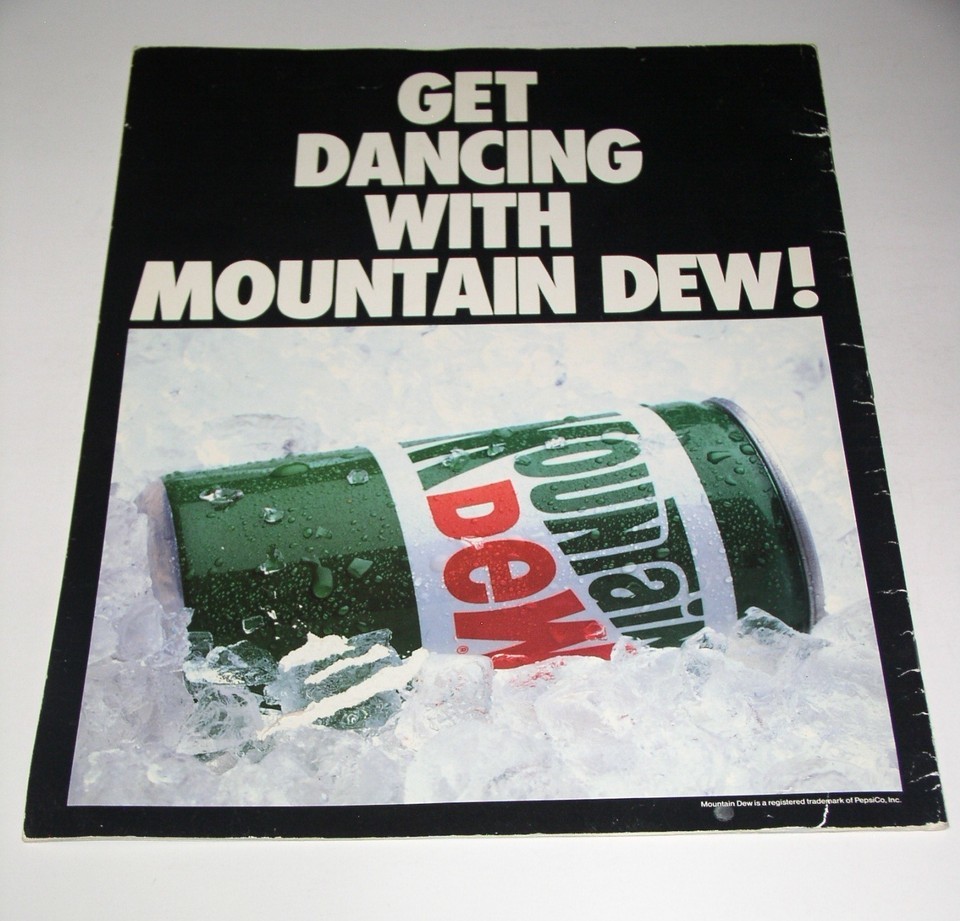 GET
DANCING
WITH
MOUNTAIN DEW!
MOUNTAIN
DEW®
Mountain Dew is a registered trademark of PepsiCo, Inc.